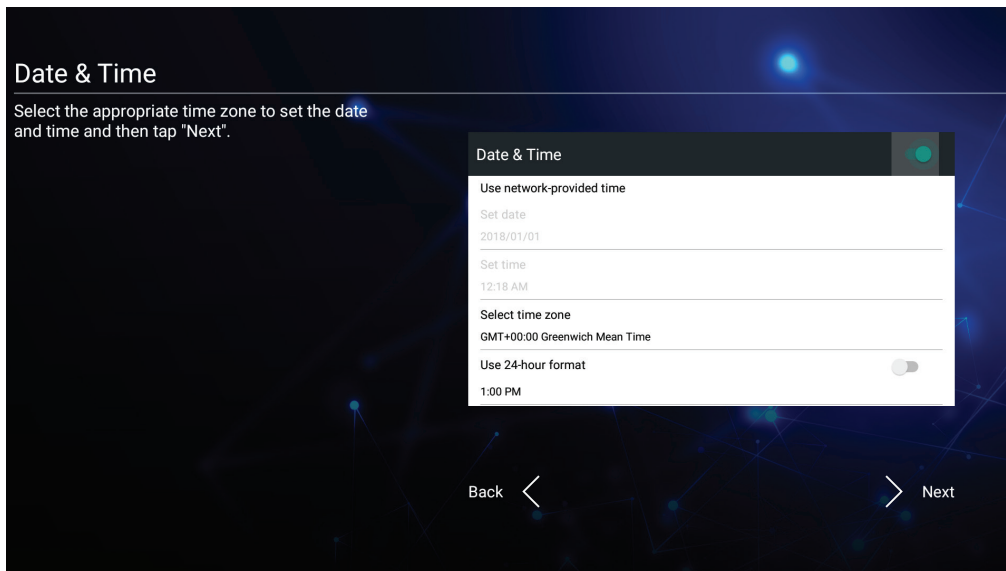 Date & Time
Select the appropriate time zone to set the date
and time and then tap "Next".
Date & Time
Use network-provided time
Set date
2018/01/01
Set time
12:18 AM
Select time zone
GMT+00:00 Greenwich Mean Time
Use 24-hour format
1:00 PM
Back
Next